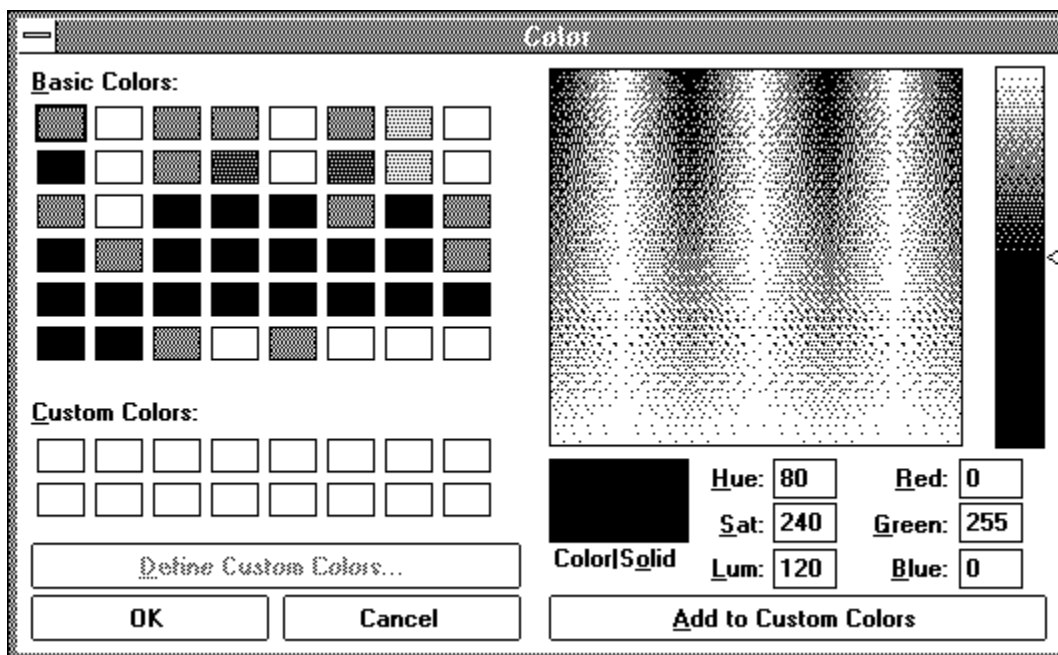 Color
Basic Colors:
Custom Colors:
Define Custom Colors...
OK
Cancel
Color|Solid
Hue: 80
Sat: 240
Lum: 120
Red: 0
Green: 255
Blue: 0
Add to Custom Colors